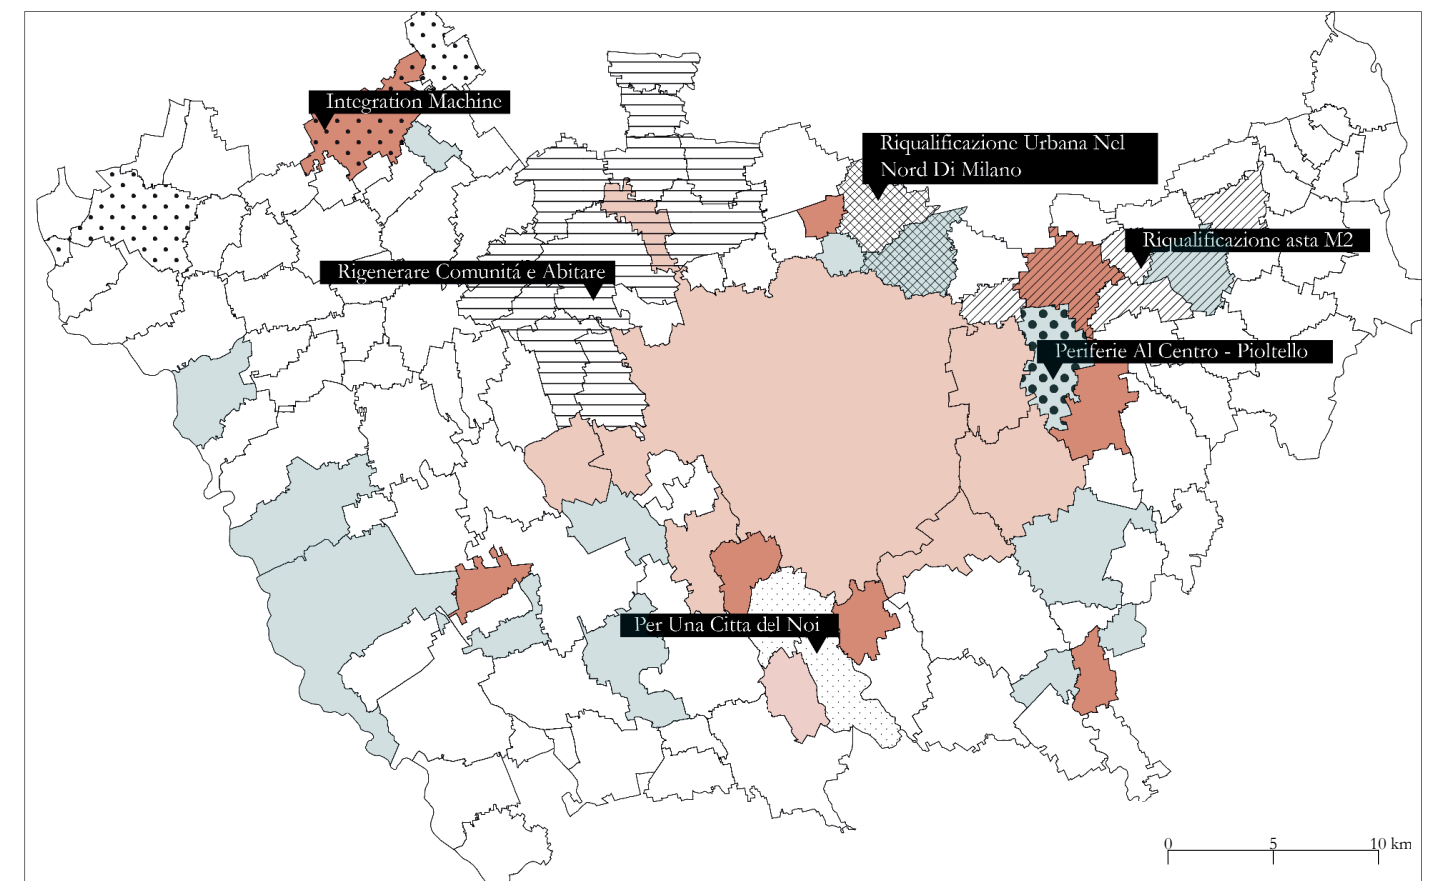 Integration Machine
Riqualificazione Urbana Nel
Nord Di Milano
Riqualificazione asta M2
Rigenerare Comunitá e Abitare
Periferie Al Centro - Pioltello
Per Una Citta del Noi
0 5 10 km